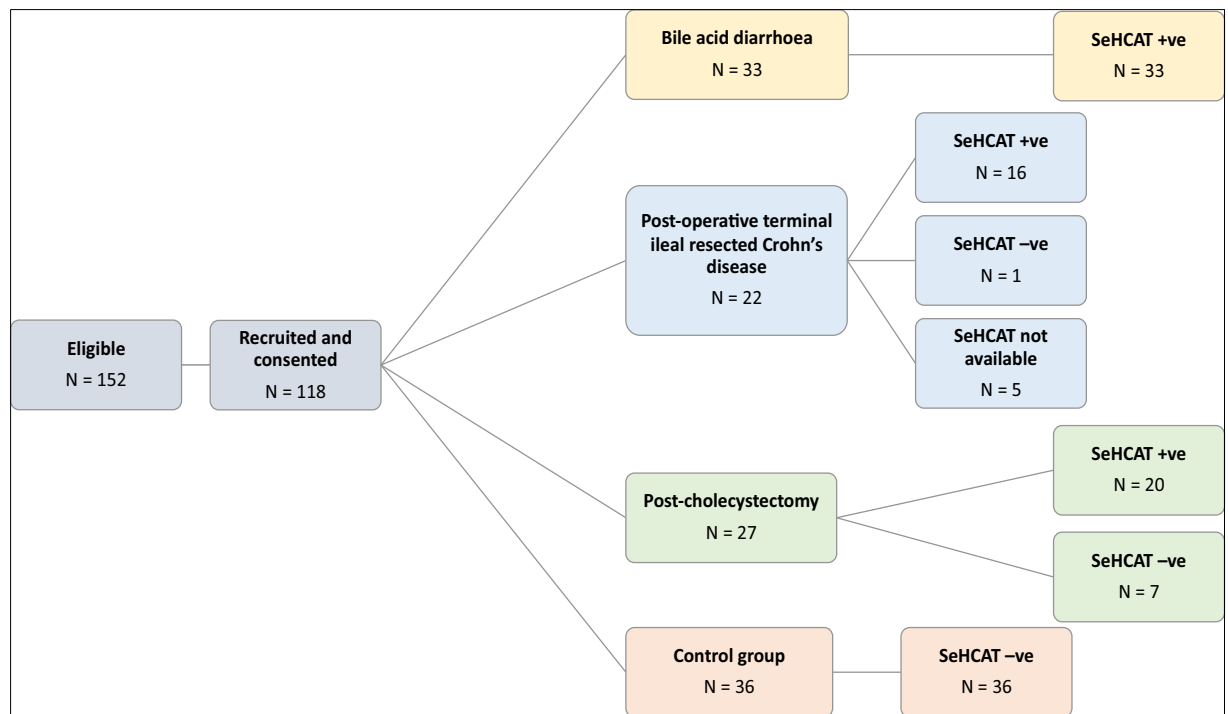 Eligible
N = 152
Recruited and
consented
N = 118
Bile acid diarrhoea
N = 33
SeHCAT +ve
N = 33
Post-operative terminal
ileal resected Crohn’s
disease
N = 22
SeHCAT +ve
N = 16
SeHCAT –ve
N = 1
SeHCAT not
available
N = 5
Post-cholecystectomy
N = 27
SeHCAT +ve
N = 20
SeHCAT –ve
N = 7
Control group
N = 36
SeHCAT –ve
N = 36